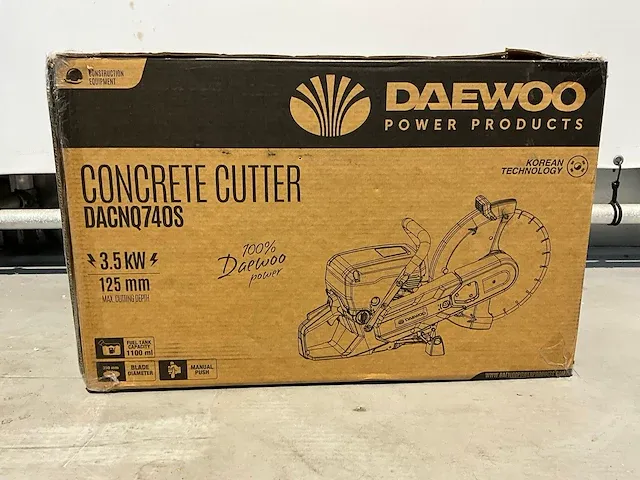 CONSTRUCTION
EQUIPMENT
DAEWOO
POWER PRODUCTS
CONCRETE CUTTER
DACNQ740S
KOREAN
TECHNOLOGY
3.5 kW
125 mm
MAX. CUTTING DEPTH
100%
Daewoo
power
DAEWOO
FUEL TANK
CAPACITY
1100 ml
BLADE
DIAMETER
MANUAL
PUSH